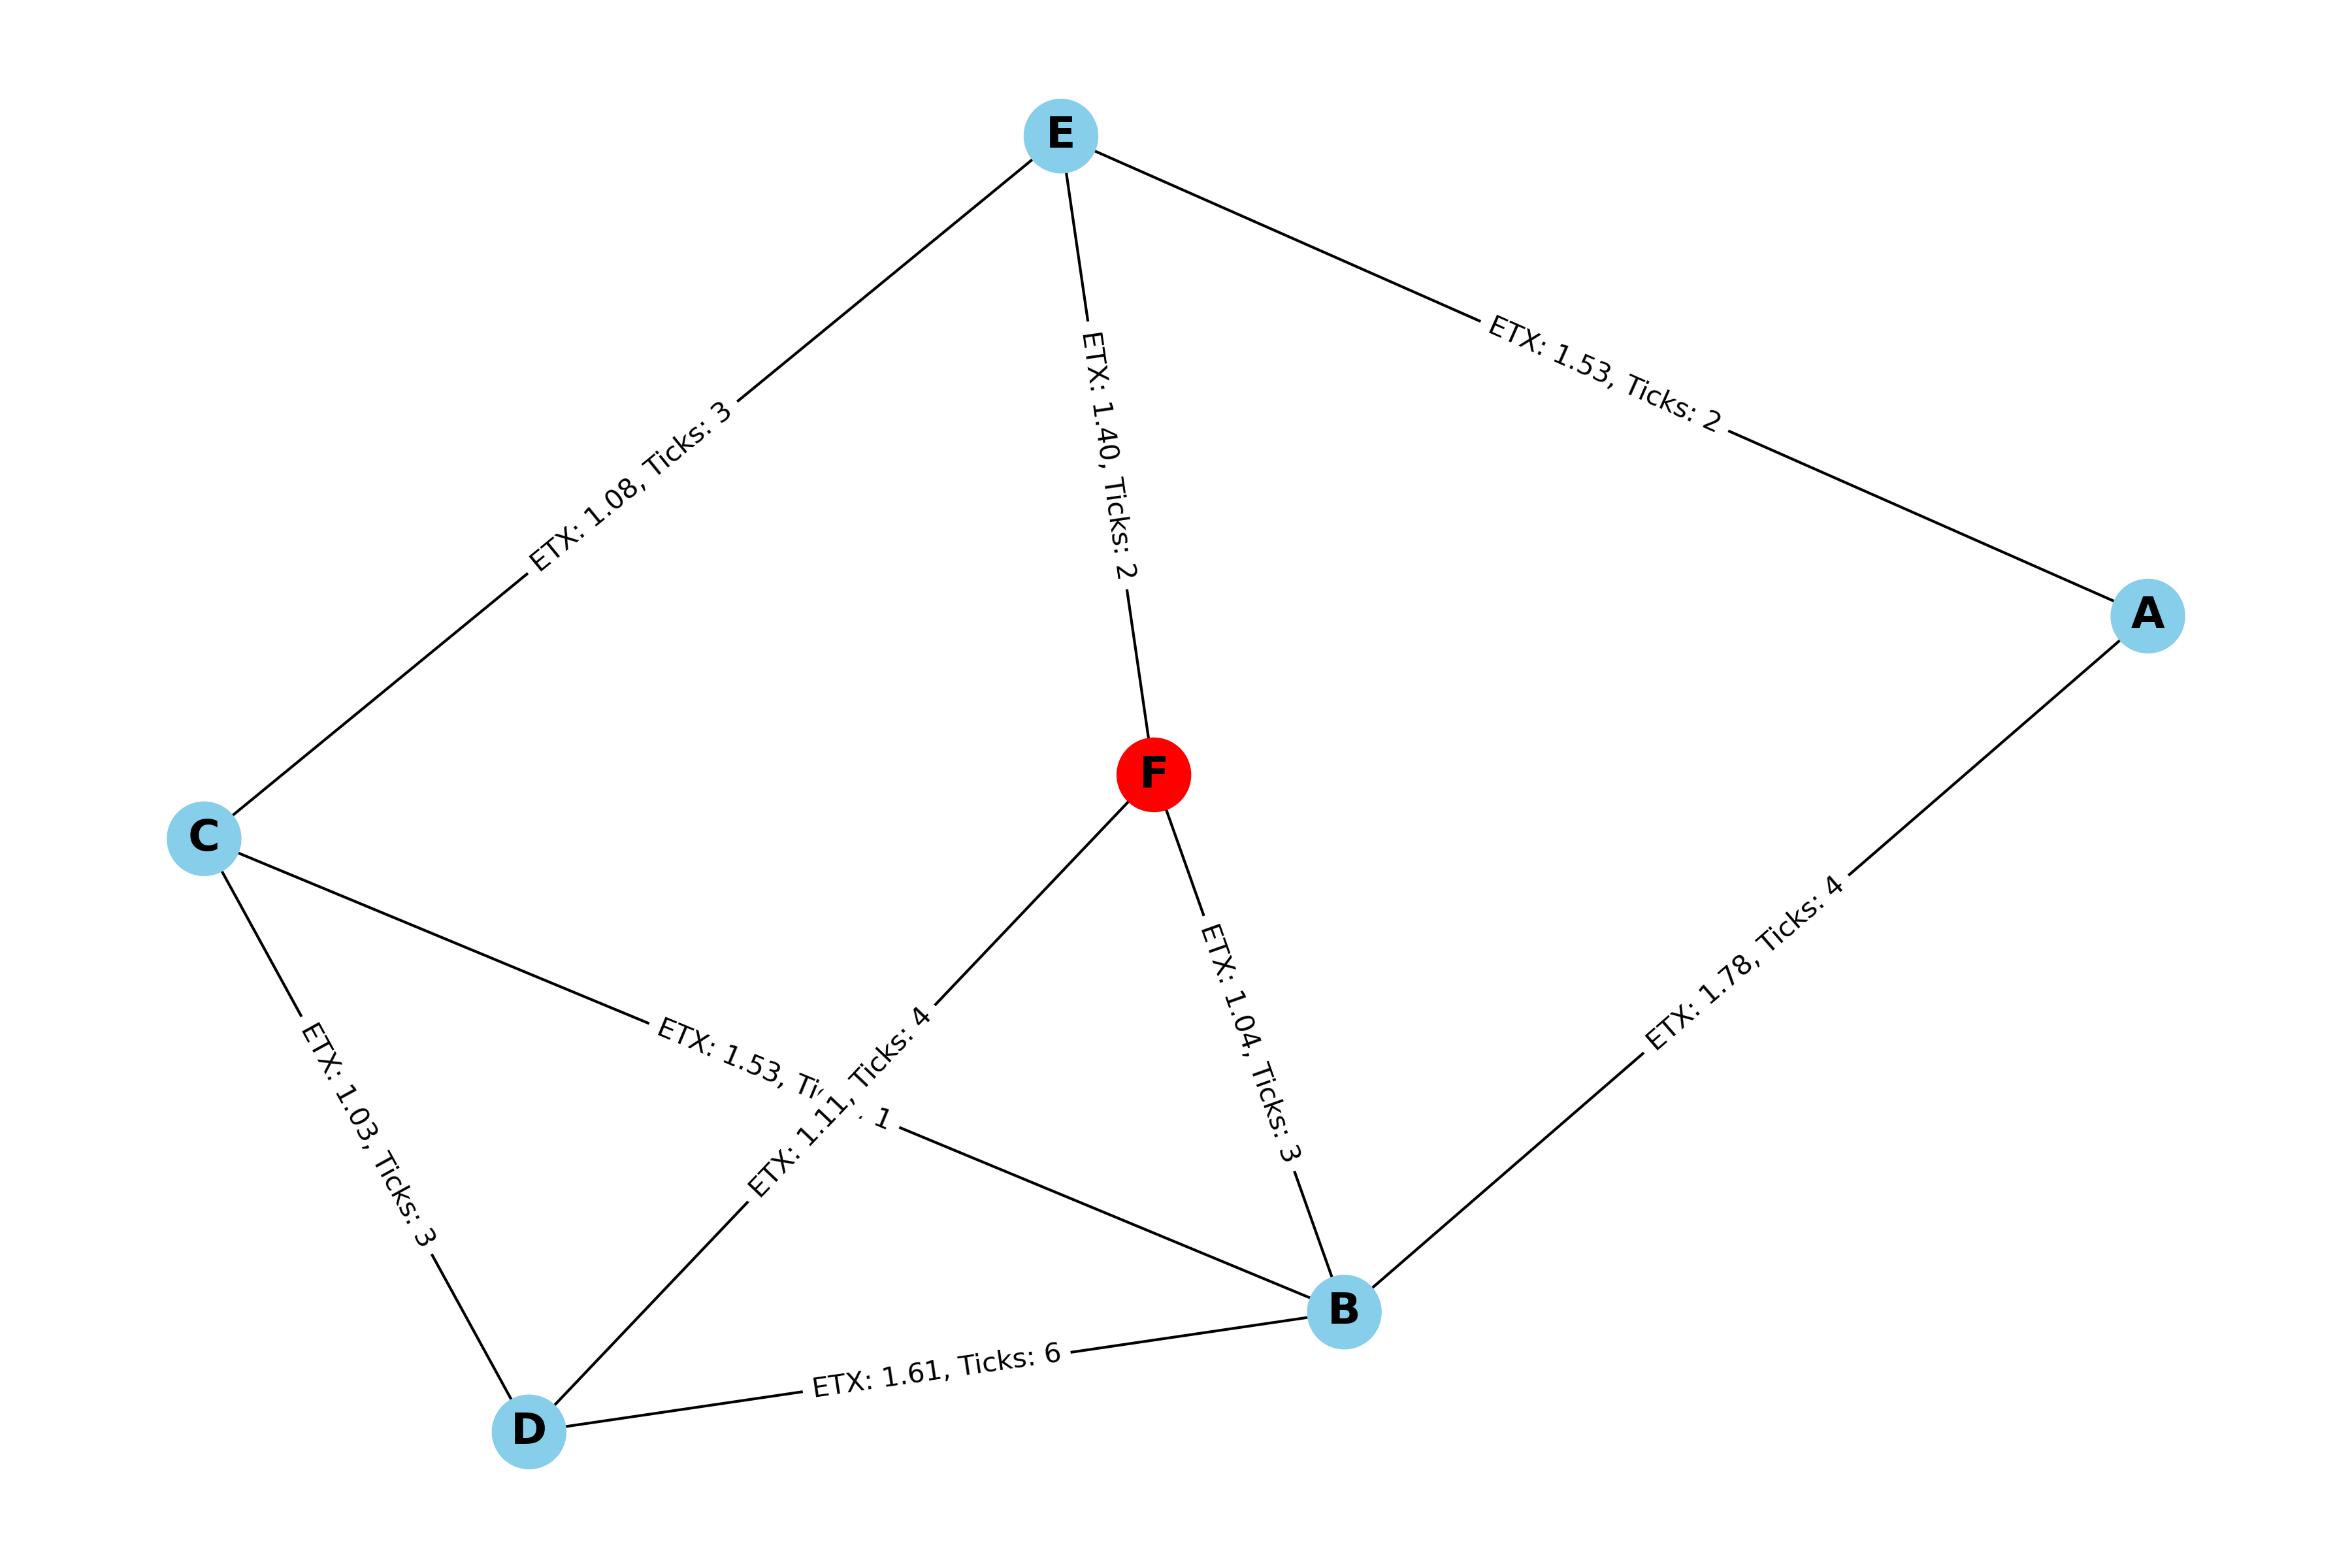 E
ETX: 1.53, Ticks: 2
ETX: 1.08, Ticks: 3
ETX: 1.40, Ticks: 2
A
F
C
ETX: 1.78, Ticks: 4
ETX: 1.04, Ticks: 3
ETX: 1.53, 1
ETX: 1.11, Ticks: 4
ETX: 1.03, Ticks: 3
B
ETX: 1.61, Ticks: 6
D